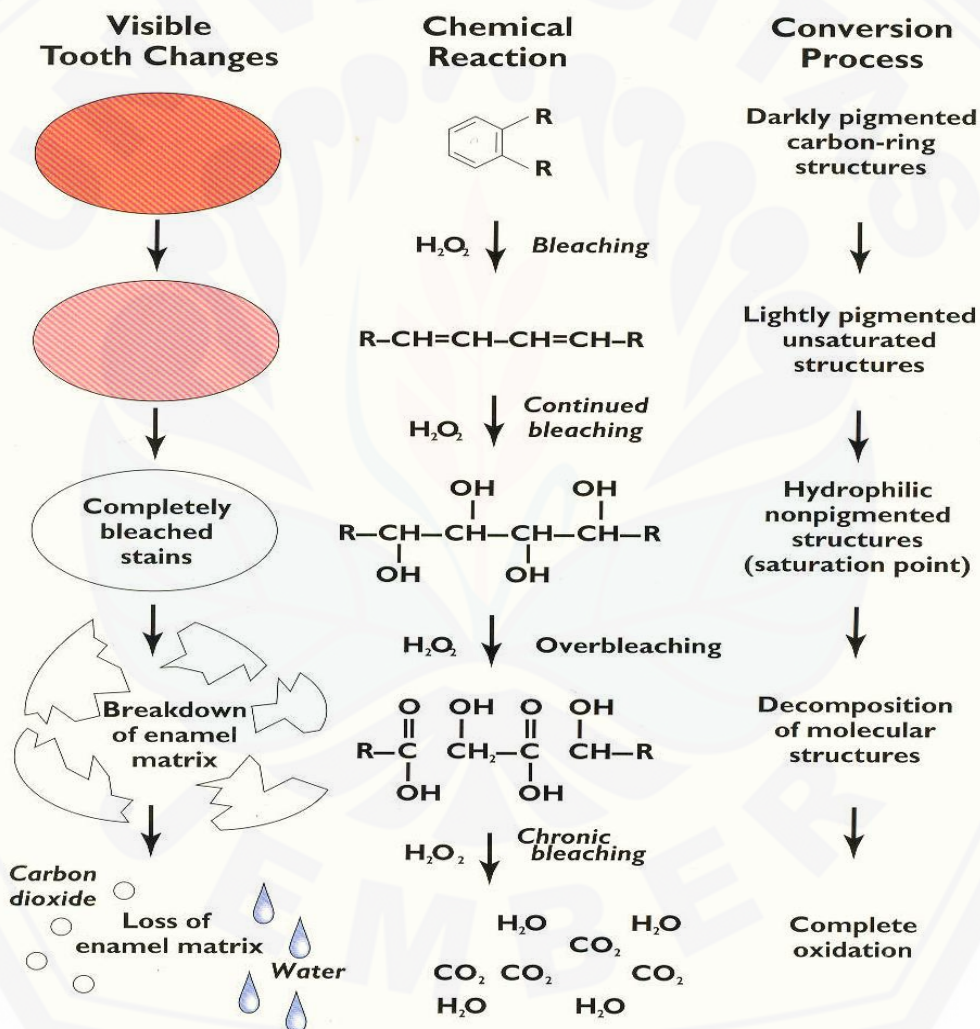 Visible
Tooth Changes
Chemical
Reaction
Conversion
Process
R
R
Darkly pigmented
carbon-ring
structures
H₂O₂ Bleaching
R–CH=CH–CH=CH–R
Lightly pigmented
unsaturated
structures
H₂O₂ Continued
bleaching
Completely
bleached
stains
OH OH
R–CH–CH–CH–CH–R
OH OH
Hydrophilic
nonpigmented
structures
(saturation point)
H₂O₂ Overbleaching
Breakdown
of enamel
matrix
O OH O OH
R–C CH₂–C CH–R
OH OH
Decomposition
of molecular
structures
H₂O₂ Chronic
bleaching
Carbon
dioxide
Loss of
enamel matrix
Water
H₂O H₂O
CO₂
CO₂ CO₂ CO₂
H₂O H₂O
Complete
oxidation
UNIVERSITAS
JEMBER